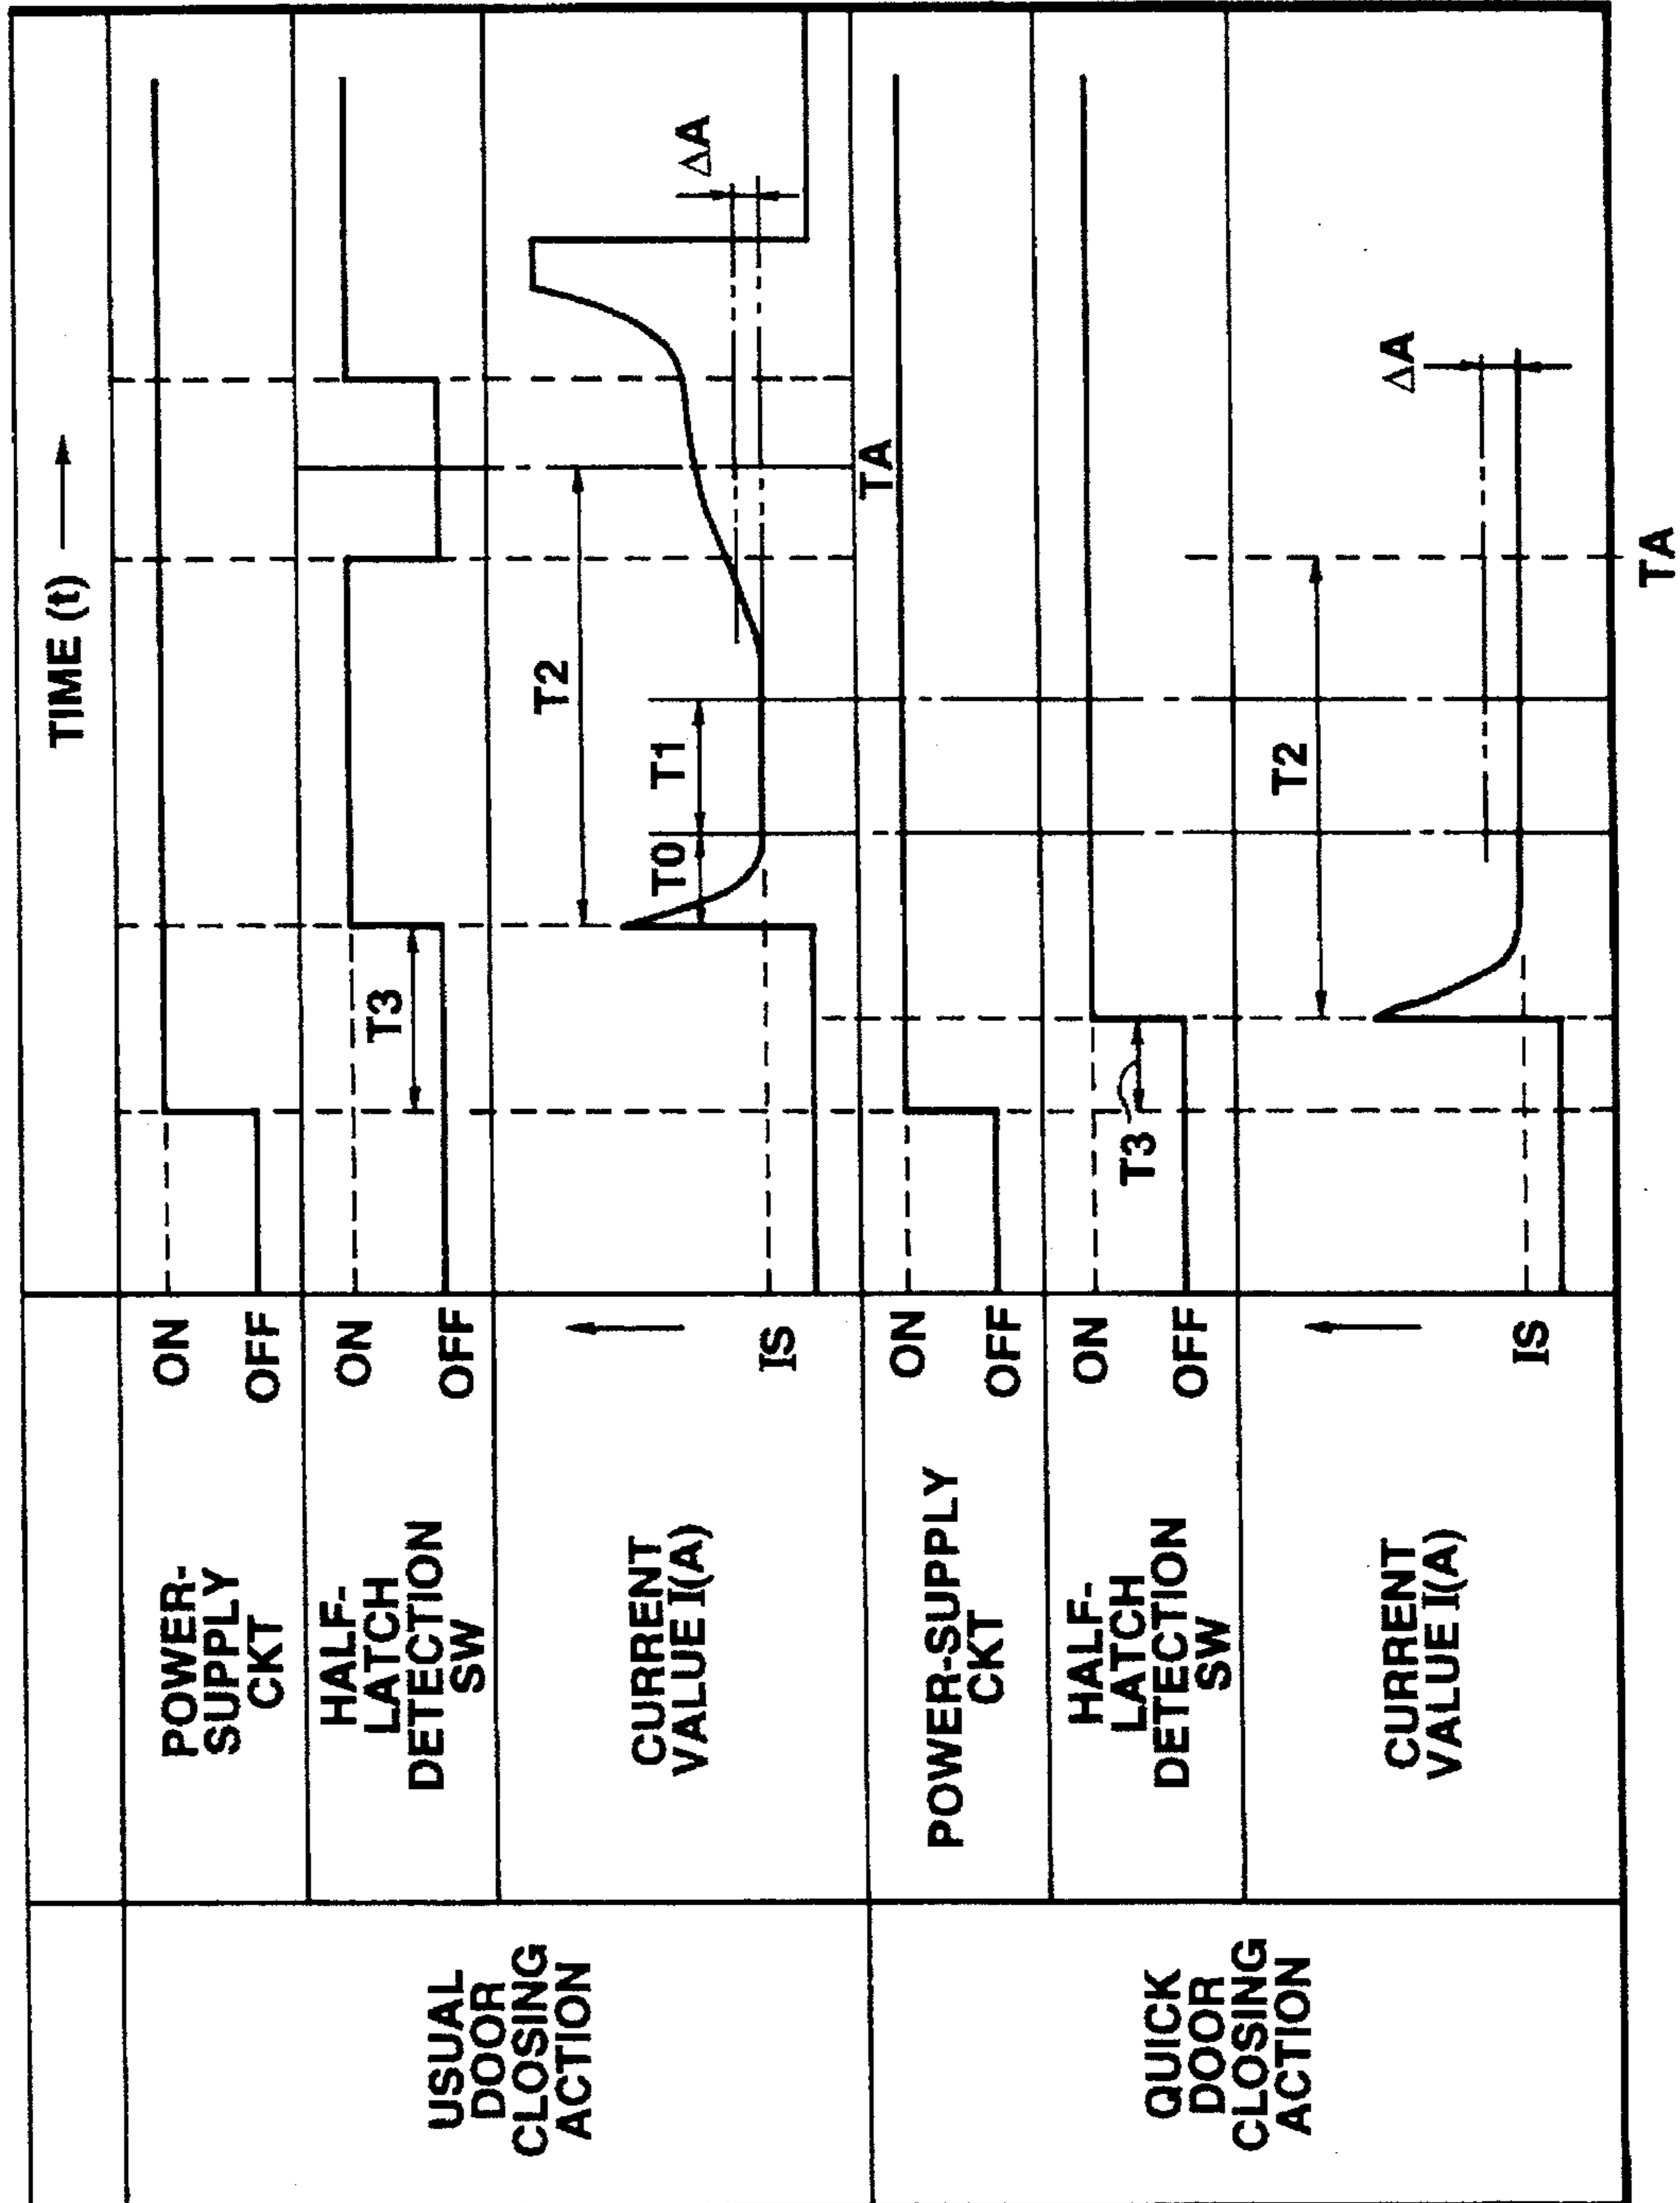 TIME (t)
USUAL
DOOR
CLOSING
ACTION
POWER-
SUPPLY
CKT
ON
OFF
HALF-
LATCH
DETECTION
SW
ON
OFF
T3
CURRENT
VALUE I(A)
IS
T2
T0
T1
ΔA
TA
QUICK
DOOR
CLOSING
ACTION
POWER-SUPPLY
CKT
ON
OFF
HALF-
LATCH
DETECTION
SW
ON
OFF
T3
CURRENT
VALUE I(A)
IS
T2
ΔA
TA